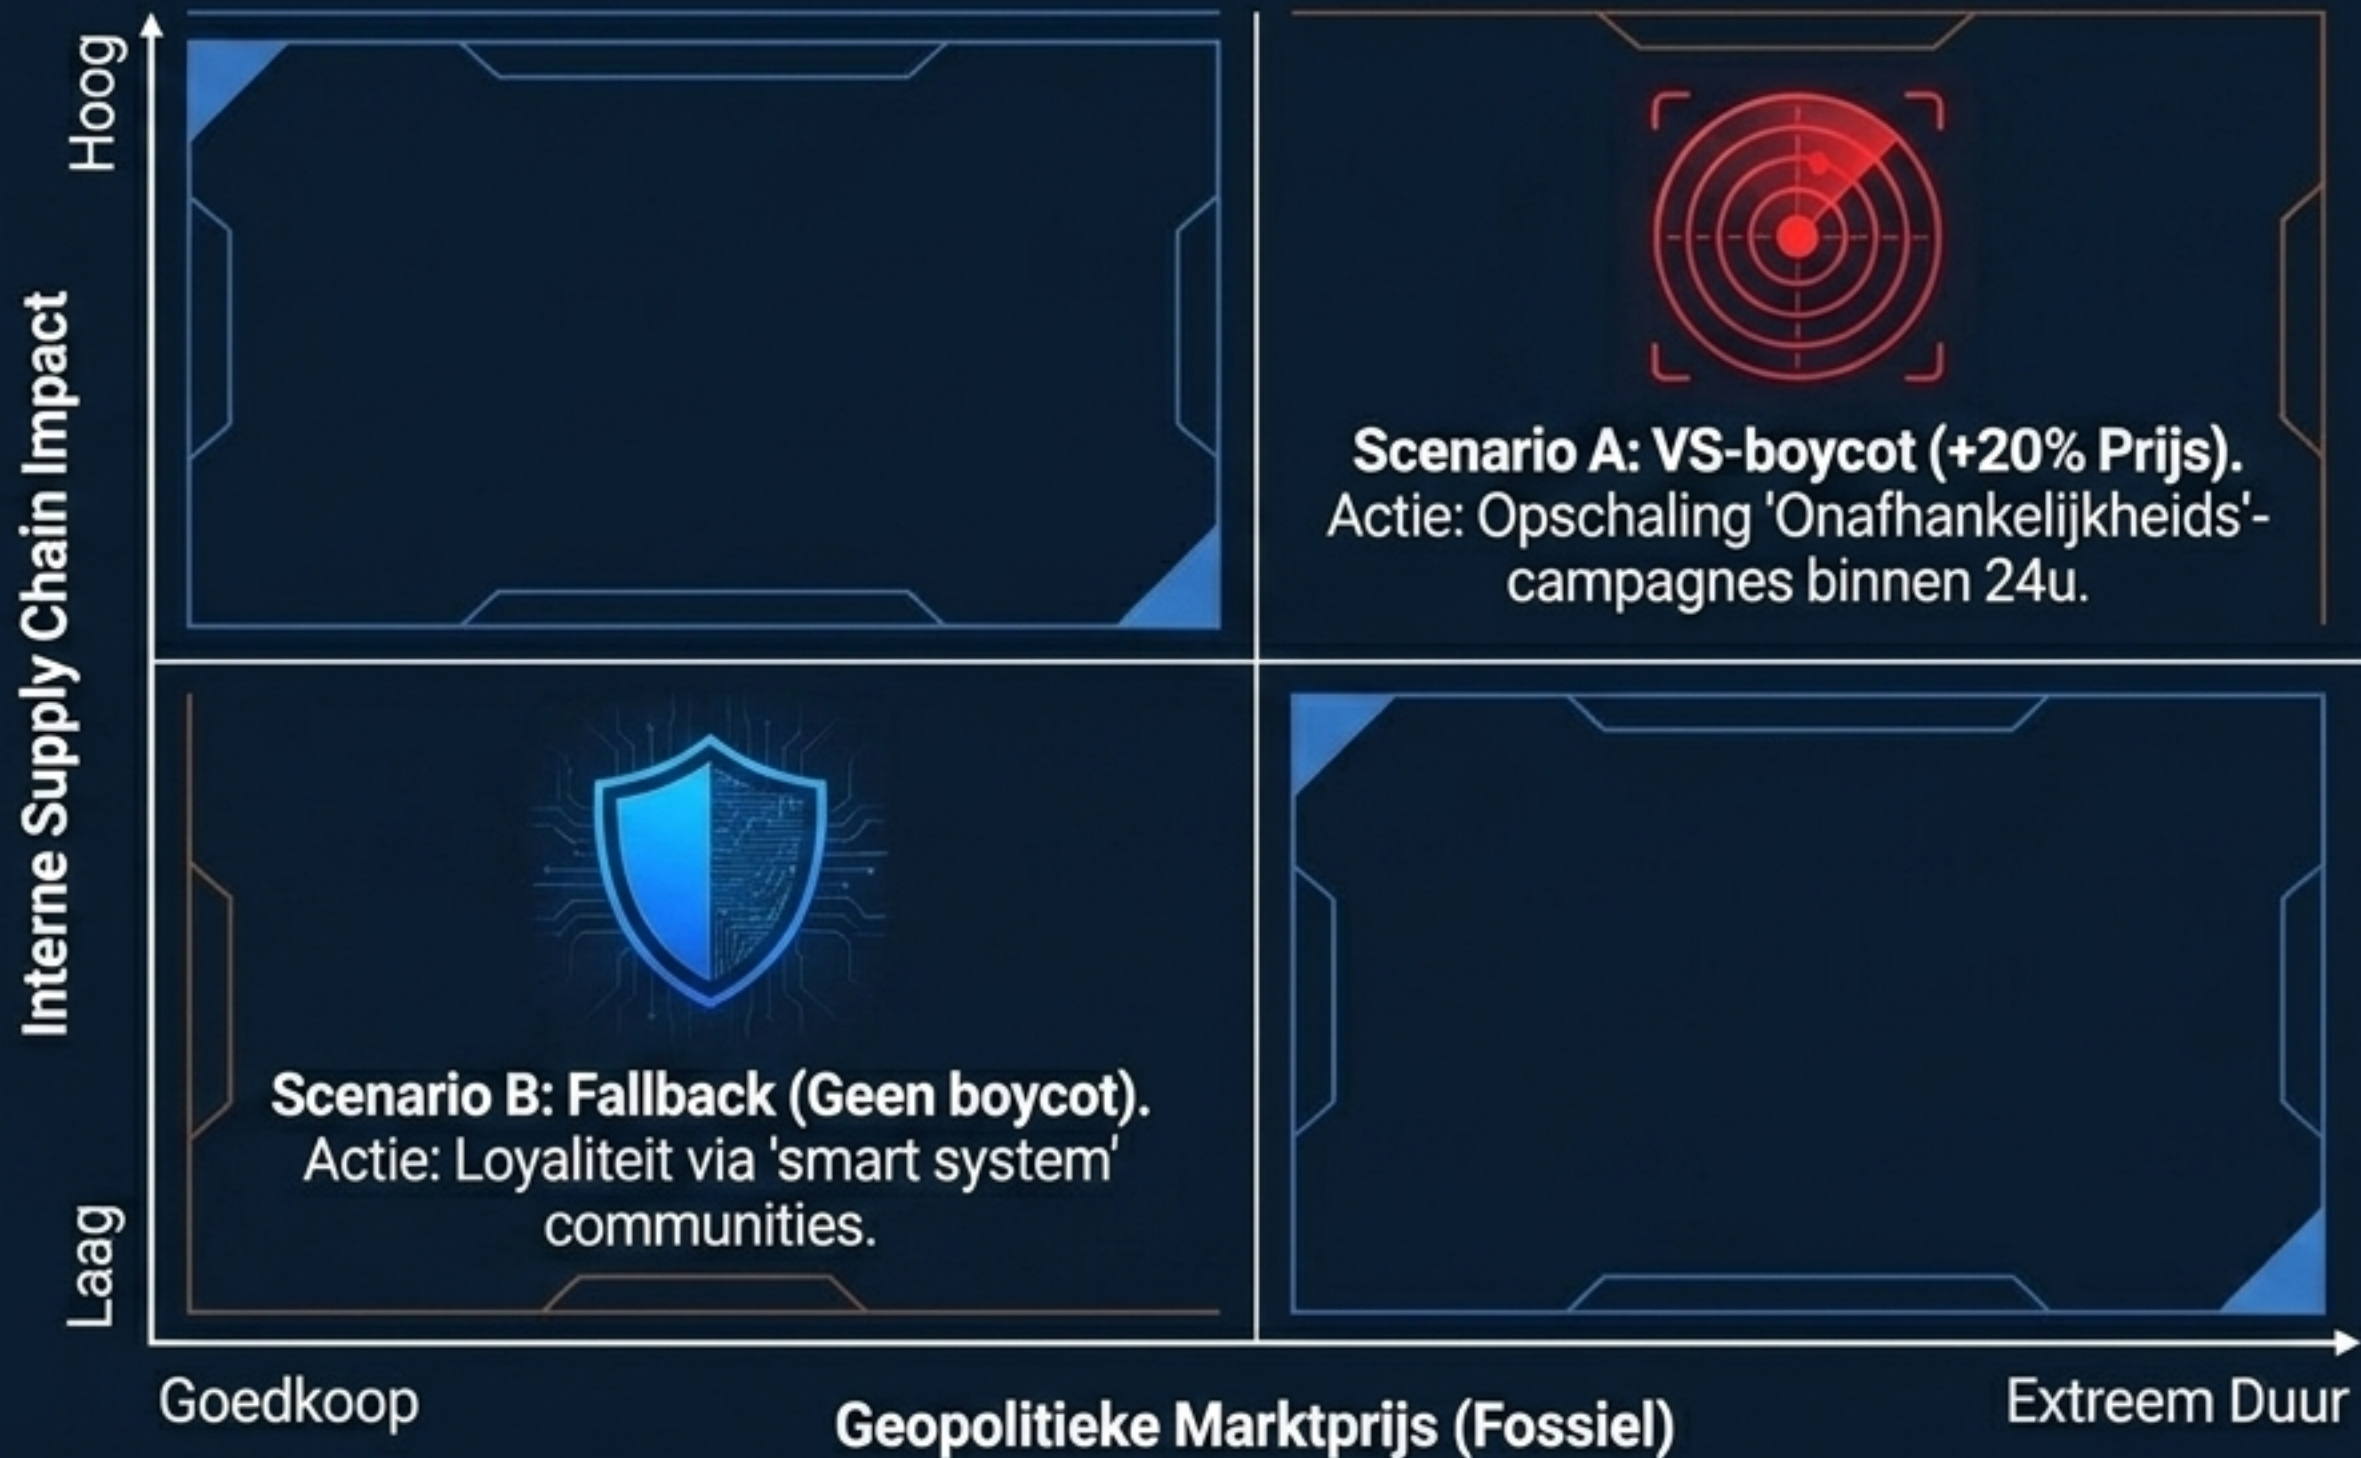 Hoog
Interne Supply Chain Impact
Laag
Scenario A: VS-boycot (+20% Prijs).
Actie: Opschaling 'Onafhankelijkheids'-
campagnes binnen 24u.
Scenario B: Fallback (Geen boycot).
Actie: Loyaliteit via 'smart system'
communities.
Goedkoop
Geopolitieke Marktprijs (Fossiel)
Extreem Duur